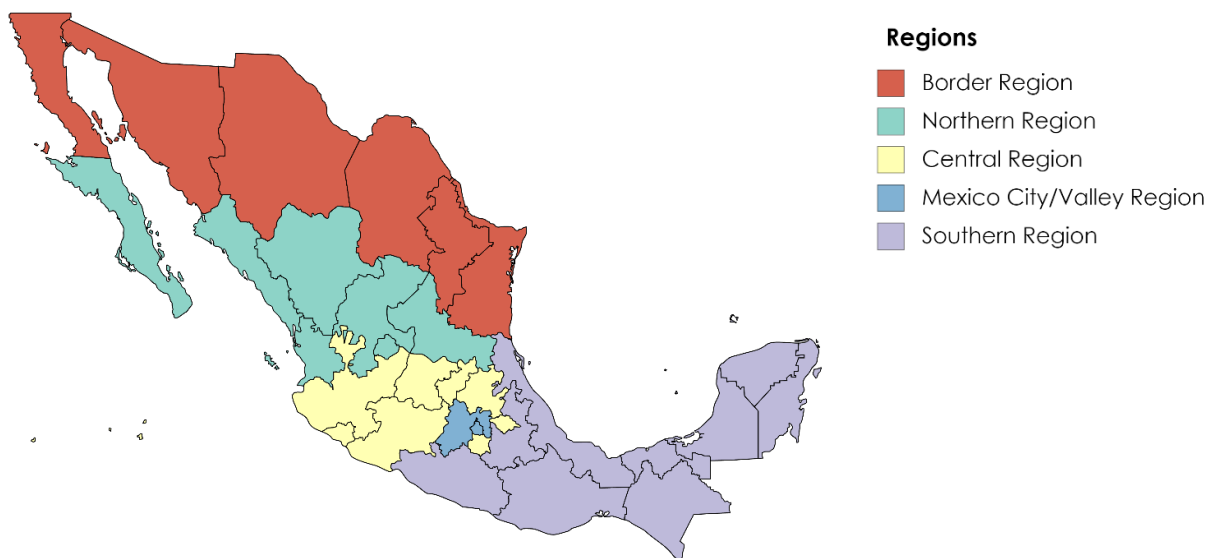 Regions
Border Region
Northern Region
Central Region
Mexico City/Valley Region
Southern Region